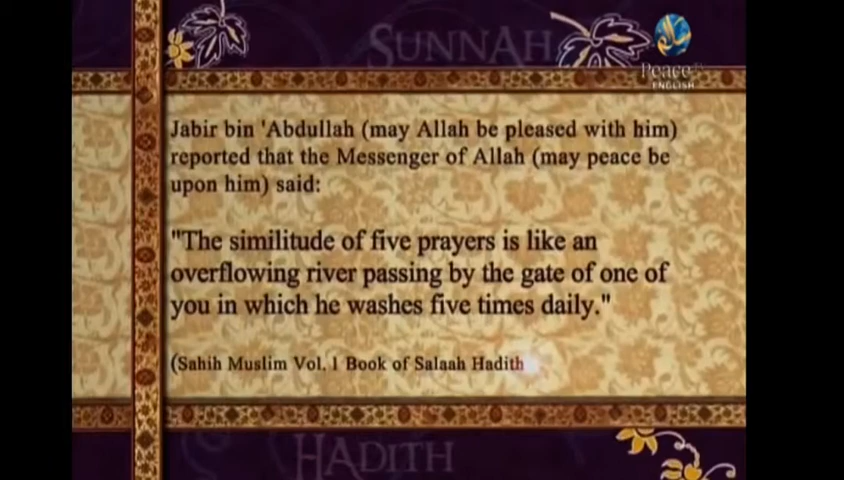 SUNNAH
Peace TV
ENGLISH
Jabir bin 'Abdullah (may Allah be pleased with him)
reported that the Messenger of Allah (may peace be
upon him) said:
"The similitude of five prayers is like an
overflowing river passing by the gate of one of
you in which he washes five times daily."
(Sahih Muslim Vol. 1 Book of Salaah Hadith
HADITH